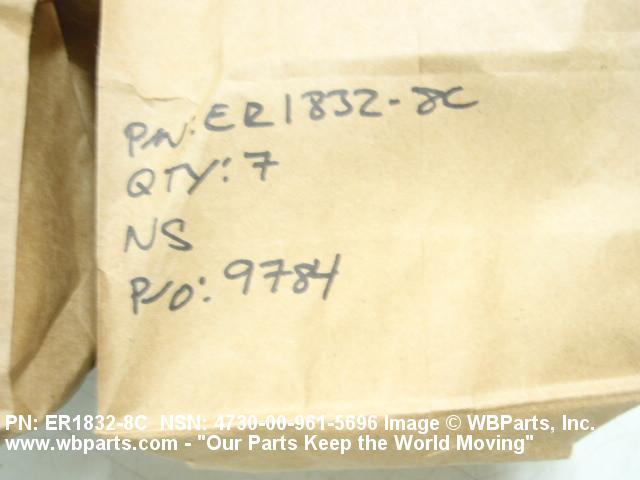 PN: ER1832-8C
QTY: 7
NS
P/O: 9784
PN: ER1832-8C NSN: 4730-00-961-5696 Image © WBParts, Inc.
www.wbparts.com - "Our Parts Keep the World Moving"